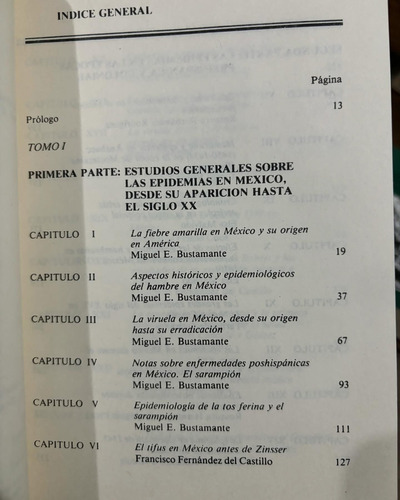 INDICE GENERAL
Página
Prólogo 13
TOMO I
PRIMERA PARTE: ESTUDIOS GENERALES SOBRE
LAS EPIDEMIAS EN MEXICO,
DESDE SU APARICION HASTA
EL SIGLO XX
CAPITULO I La fiebre amarilla en México y su origen
en América
Miguel E. Bustamante 19
CAPITULO II Aspectos históricos y epidemiológicos
del hambre en México
Miguel E. Bustamante 37
CAPITULO III La viruela en México, desde su origen
hasta su erradicación
Miguel E. Bustamante 67
CAPITULO IV Notas sobre enfermedades poshispánicas
en México. El sarampión
Miguel E. Bustamante 93
CAPITULO V Epidemiología de la tos ferina y el
sarampión
Miguel E. Bustamante 111
CAPITULO VI El tifus en México antes de Zinsser
Francisco Fernández del Castillo 127